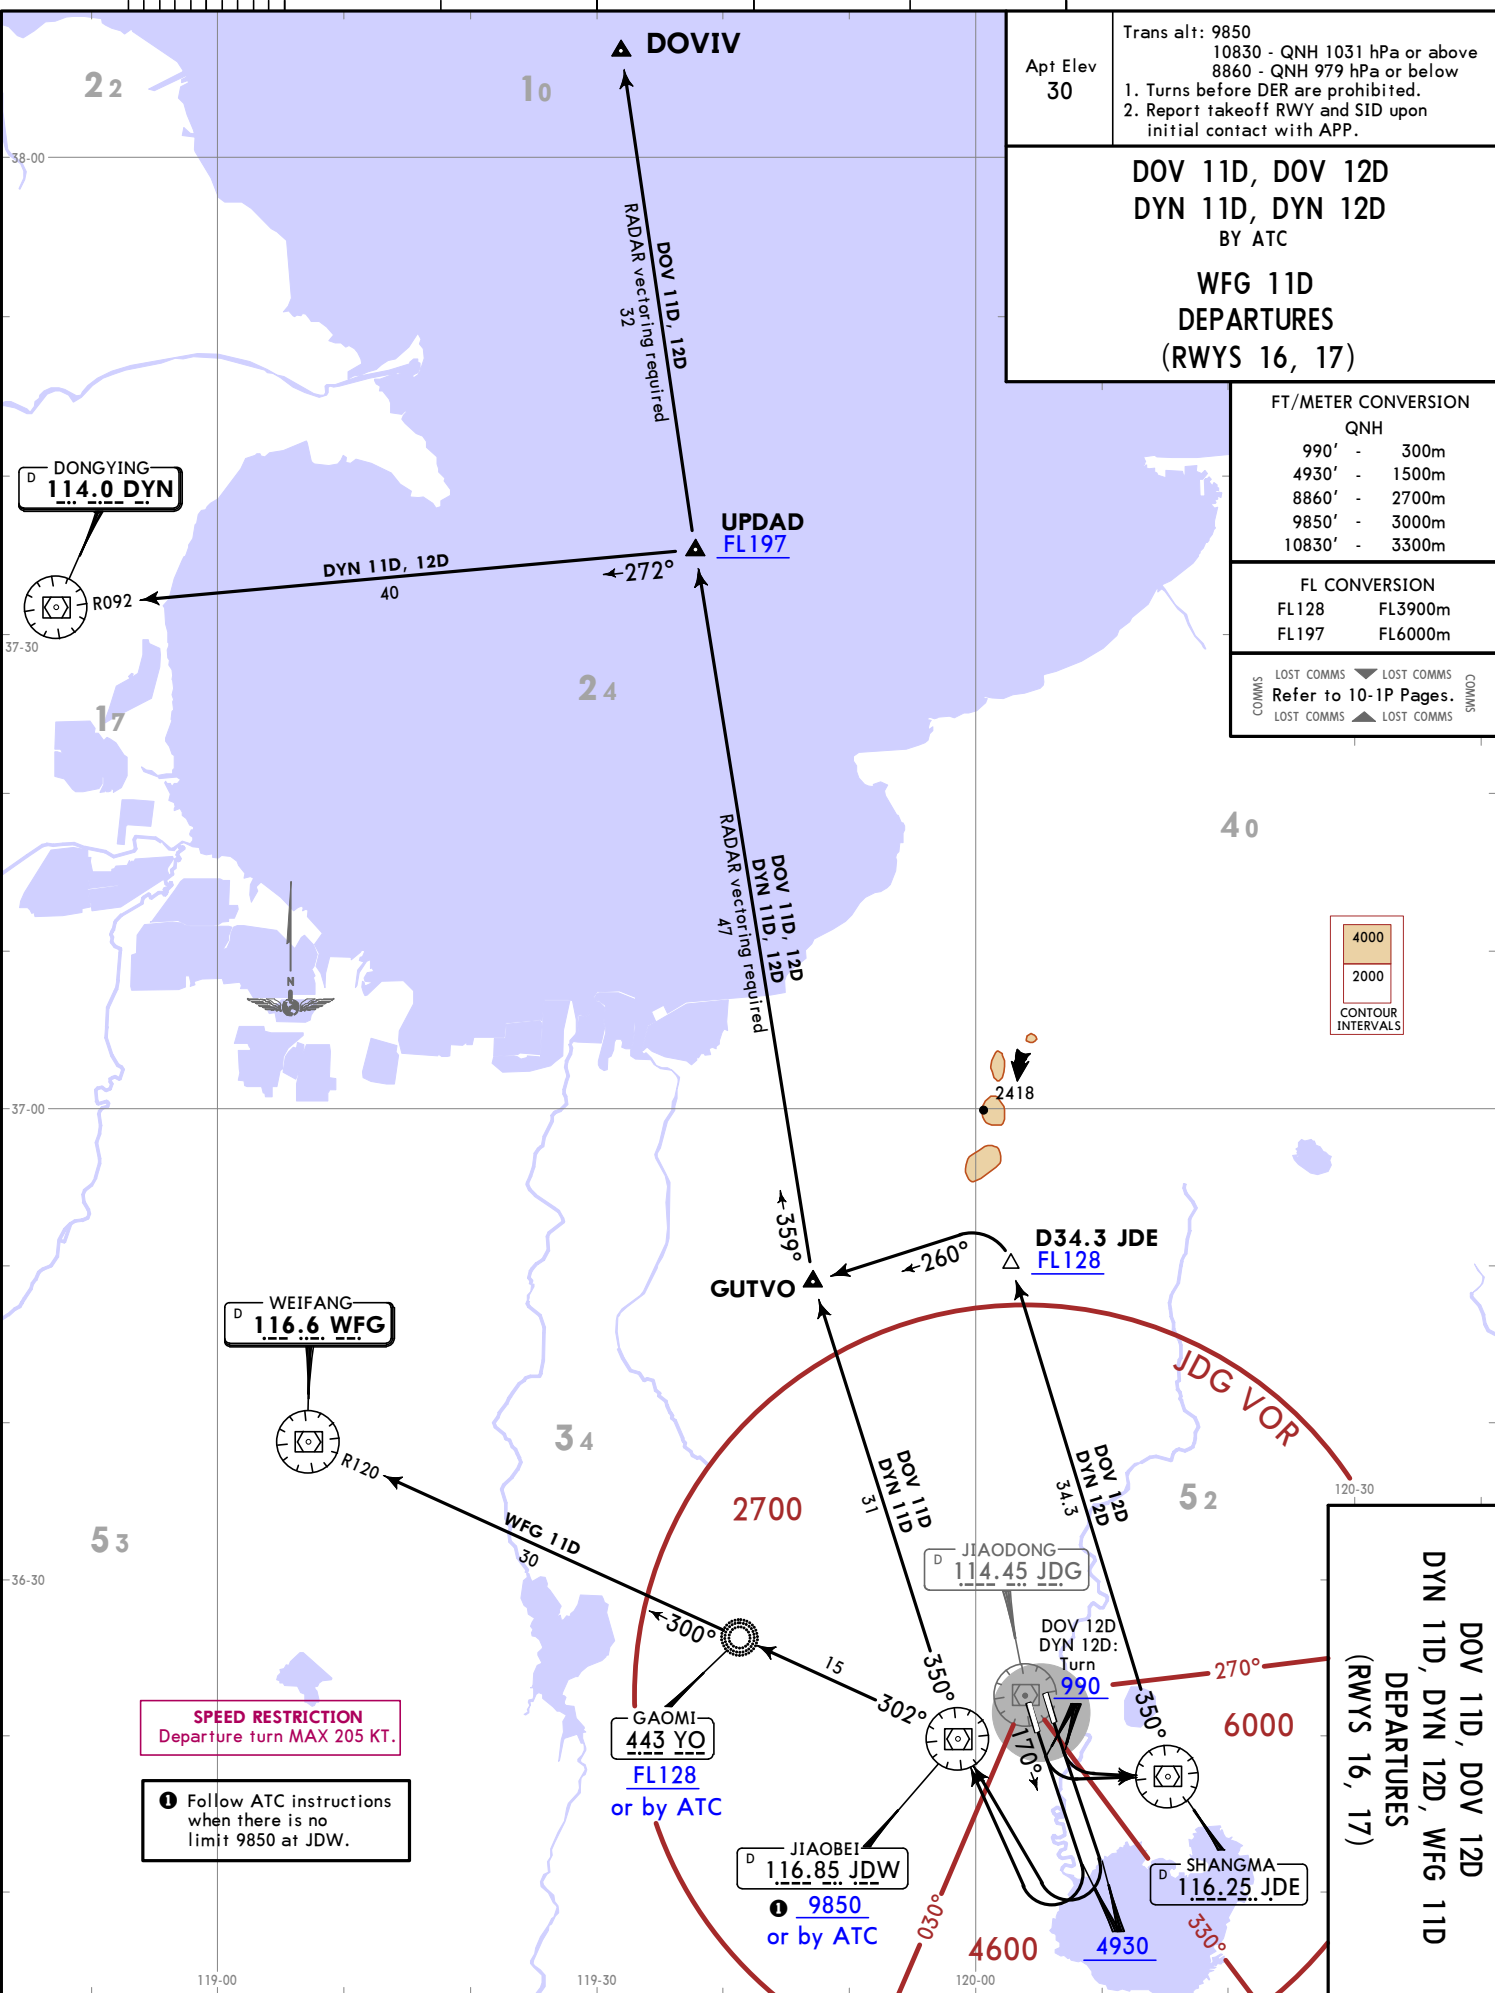 DOVIV
Apt Elev
30
Trans alt: 9850
10830 - QNH 1031 hPa or above
8860 - QNH 979 hPa or below
1. Turns before DER are prohibited.
2. Report takeoff RWY and SID upon
initial contact with APP.
DOV 11D, DOV 12D
DYN 11D, DYN 12D
BY ATC
WFG 11D
DEPARTURES
(RWYS 16, 17)
22
10
38-00
DOV 11D, 12D
RADAR vectoring required
32
FT/METER CONVERSION
QNH
990' - 300m
4930' - 1500m
8860' - 2700m
9850' - 3000m
10830' - 3300m
FL CONVERSION
FL128 FL3900m
FL197 FL6000m
LOST COMMS LOST COMMS
COMMS
Refer to 10-1P Pages.
COMMS
LOST COMMS LOST COMMS
DONGYING
D 114.0 DYN
R092
DYN 11D, 12D
40
272°
UPDAD
FL197
37-30
17
24
40
DOV 11D, 12D
DYN 11D, 12D
RADAR vectoring required
47
N
4000
2000
CONTOUR
INTERVALS
2418
37-00
359°
GUTVO
260°
D34.3 JDE
FL128
WEIFANG
D 116.6 WFG
R120
JDG VOR
34
53
52
120-30
2700
WFG 11D
30
DOV 11D
DYN 11D
31
DOV 12D
DYN 12D
34.3
JIAODONG
D 114.45 JDG
36-30
300°
15
302°
350°
DOV 12D
DYN 12D:
Turn
990
270°
350°
6000
170°
GAOMI
443 YO
FL128
or by ATC
SPEED RESTRICTION
Departure turn MAX 205 KT.
1 Follow ATC instructions
when there is no
limit 9850 at JDW.
JIAOBEI
D 116.85 JDW
1 9850
or by ATC
SHANGMA
D 116.25 JDE
030°
4600
4930
330°
DOV 11D, DOV 12D
DYN 11D, DYN 12D, WFG 11D
DEPARTURES
(RWYS 16, 17)
119-00
119-30
120-00